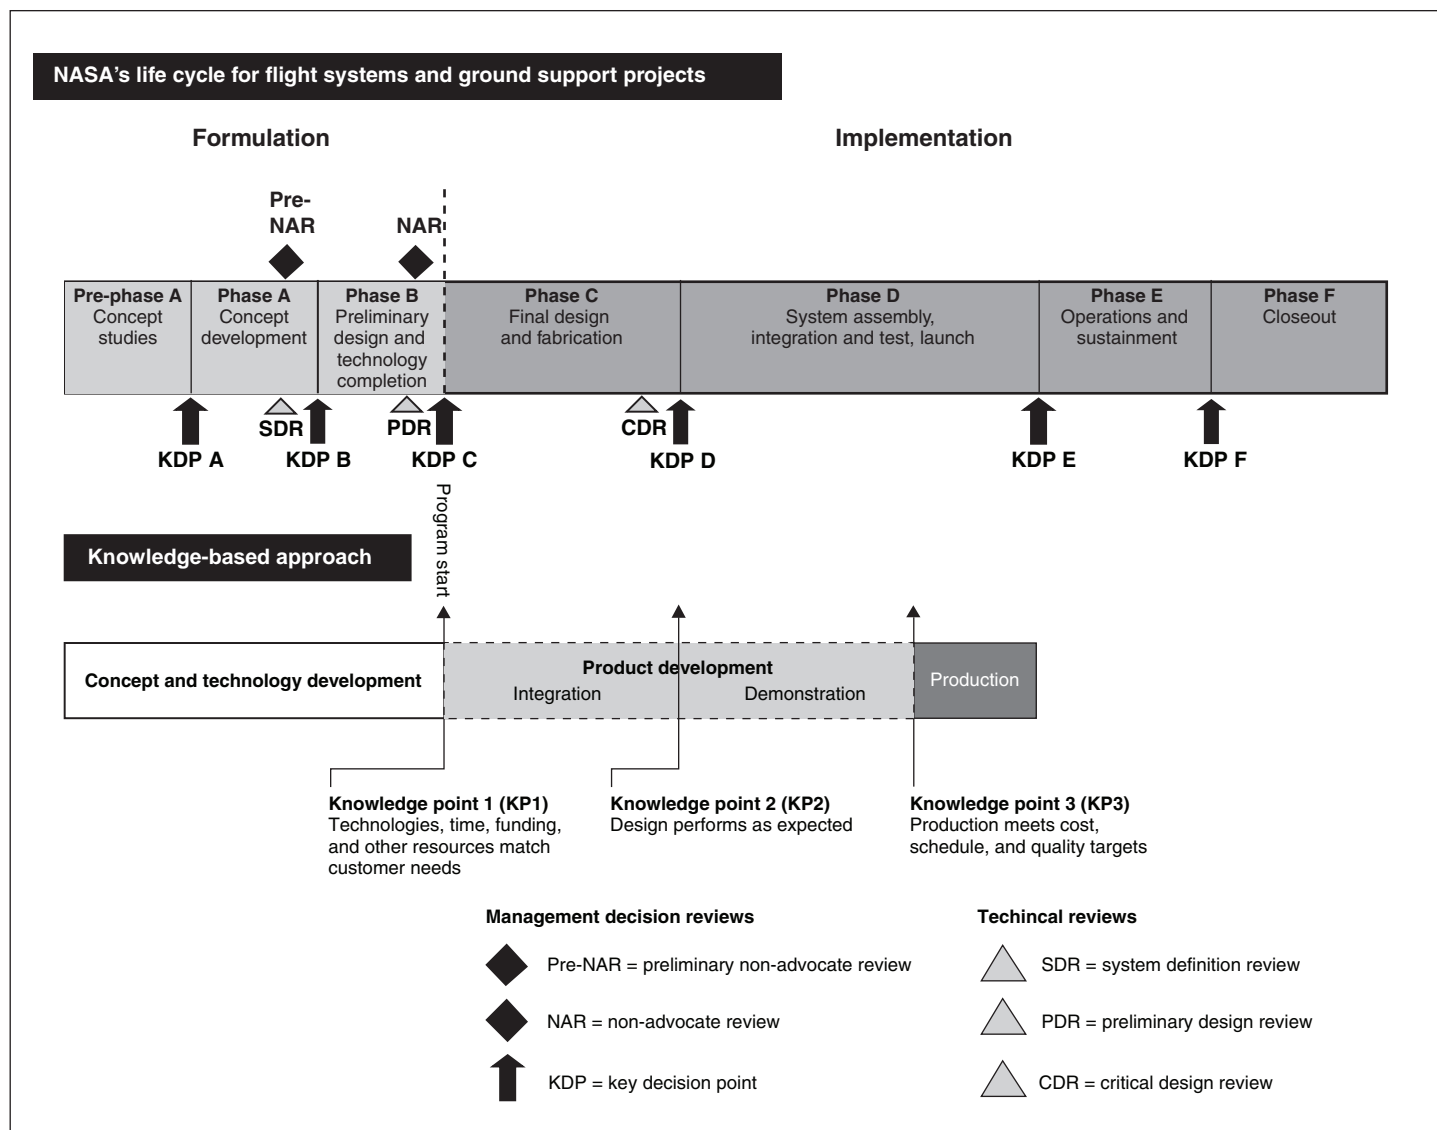 NASA's life cycle for flight systems and ground support projects
Formulation
Implementation
Pre-
NAR
NAR
Pre-phase A
Concept
studies
Phase A
Concept
development
Phase B
Preliminary
design and
technology
completion
Phase C
Final design
and fabrication
Phase D
System assembly,
integration and test, launch
Phase E
Operations and
sustainment
Phase F
Closeout
SDR
PDR
CDR
KDP A
KDP B
KDP C
KDP D
KDP E
KDP F
Program start
Knowledge-based approach
Concept and technology development
Product development
Integration
Demonstration
Production
Knowledge point 1 (KP1)
Technologies, time, funding,
and other resources match
customer needs
Knowledge point 2 (KP2)
Design performs as expected
Knowledge point 3 (KP3)
Production meets cost,
schedule, and quality targets
Management decision reviews
Pre-NAR = preliminary non-advocate review
NAR = non-advocate review
KDP = key decision point
Techincal reviews
SDR = system definition review
PDR = preliminary design review
CDR = critical design review